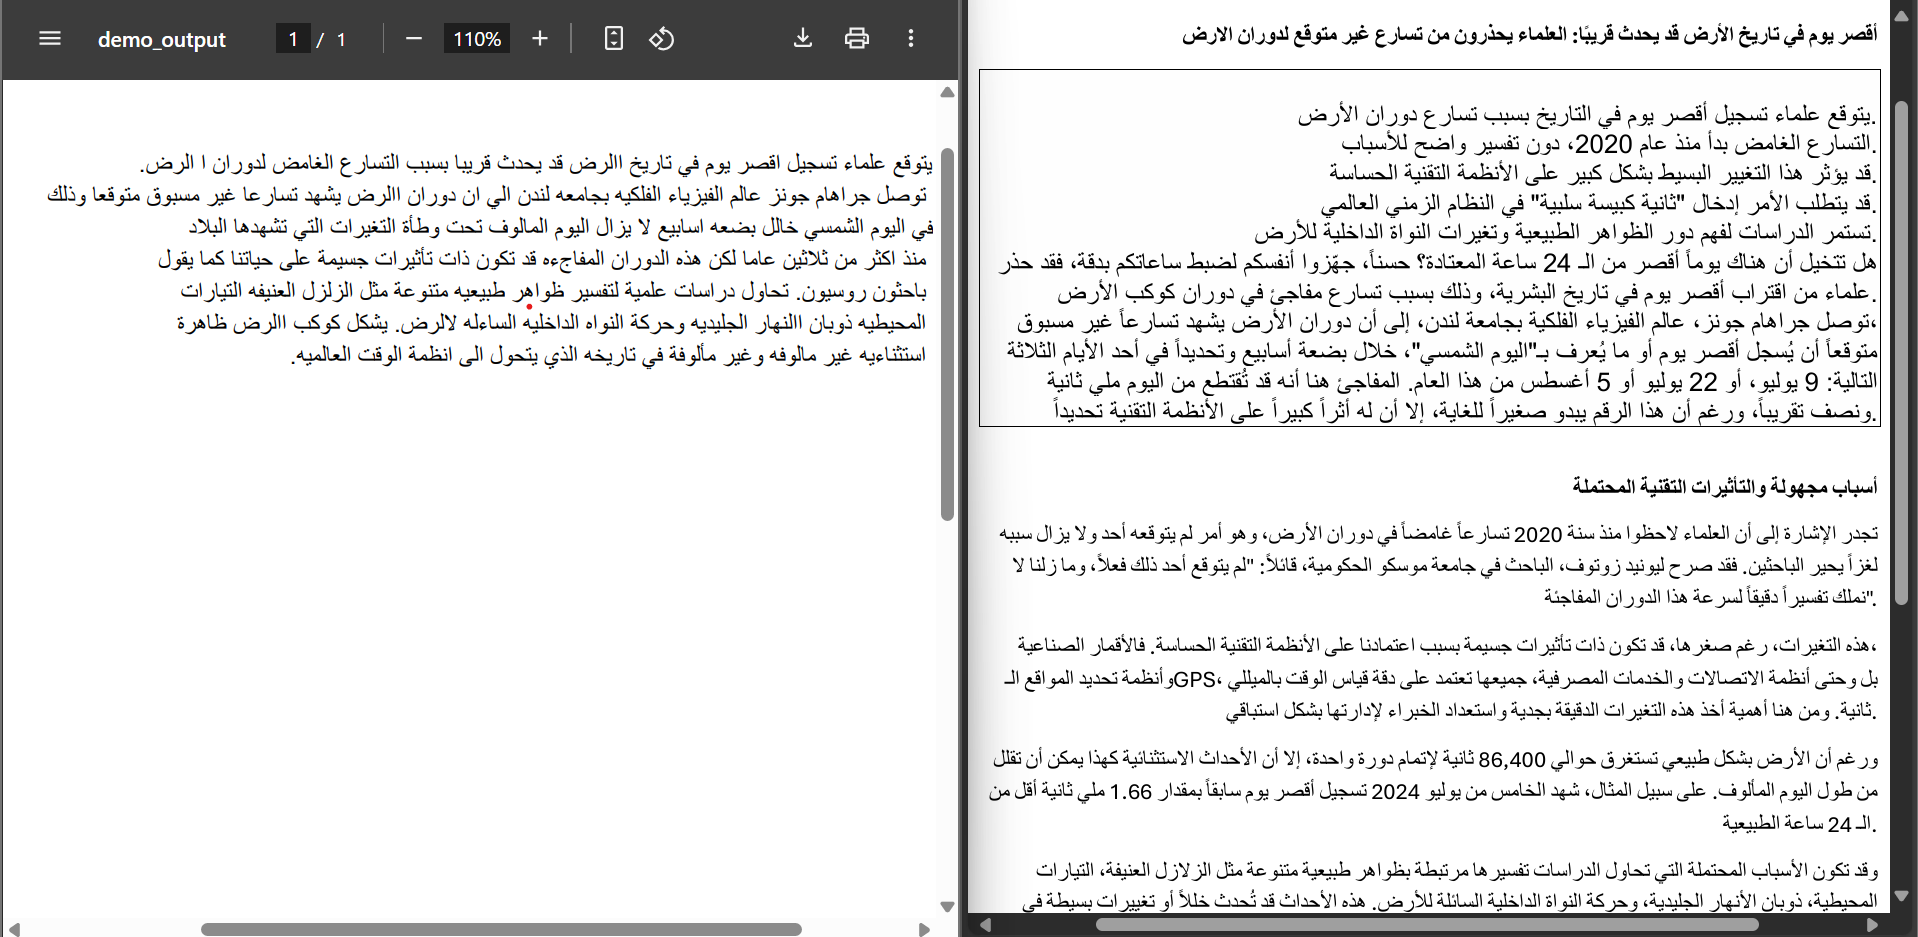 demo_output
1 / 1
110%
يتوقع علماء تسجيل اقصر يوم في تاريخ االرض قد يحدث قريبا بسبب التسارع الغامض لدوران ا الرض.
توصل جراهام جونز عالم الفيزياء الفلكيه بجامعه لندن الي ان دوران االرض يشهد تسارعا غير مسبوق متوقعا وذلك
في اليوم الشمسي خالل بضعه اسابيع لا يزال اليوم المالوف تحت وطأة التغيرات التي تشهدها البلاد
منذ اكثر من ثلاثين عاما لكن هذه الدوران المفاجءه قد تكون ذات تأثيرات جسيمة على حياتنا كما يقول
باحثون روسيون. تحاول دراسات علمية لتفسير ظواهر طبيعيه متنوعة مثل الزلزل العنيفه التيارات
المحيطيه ذوبان االنهار الجليديه وحركة النواه الداخليه الساءله لالرض. يشكل كوكب االرض ظاهرة
استثناءيه غير مالوفه وغير مألوفة في تاريخه الذي يتحول الى انظمة الوقت العالميه.
أقصر يوم في تاريخ الأرض قد يحدث قريبًا: العلماء يحذرون من تسارع غير متوقع لدوران الارض
.يتوقع علماء تسجيل أقصر يوم في التاريخ بسبب تسارع دوران الأرض
.التسارع الغامض بدأ منذ عام 2020، دون تفسير واضح للأسباب
.قد يؤثر هذا التغيير البسيط بشكل كبير على الأنظمة التقنية الحساسة
.قد يتطلب الأمر إدخال "ثانية كبيسة سلبية" في النظام الزمني العالمي
.تستمر الدراسات لفهم دور الظواهر الطبيعية وتغيرات النواة الداخلية للأرض
هل تتخيل أن هناك يوماً أقصر من الـ 24 ساعة المعتادة؟ حسناً، جهّزوا أنفسكم لضبط ساعاتكم بدقة، فقد حذر
.علماء من اقتراب أقصر يوم في تاريخ البشرية، وذلك بسبب تسارع مفاجئ في دوران كوكب الأرض
،توصل جراهام جونز، عالم الفيزياء الفلكية بجامعة لندن، إلى أن دوران الأرض يشهد تسارعاً غير مسبوق
متوقعاً أن يُسجل أقصر يوم أو ما يُعرف بـ"اليوم الشمسي"، خلال بضعة أسابيع وتحديداً في أحد الأيام الثلاثة
التالية: 9 يوليو، أو 22 يوليو أو 5 أغسطس من هذا العام. المفاجئ هنا أنه قد تُقتطع من اليوم ملي ثانية
.ونصف تقريباً، ورغم أن هذا الرقم يبدو صغيراً للغاية، إلا أن له أثراً كبيراً على الأنظمة التقنية تحديداً
أسباب مجهولة والتأثيرات التقنية المحتملة
تجدر الإشارة إلى أن العلماء لاحظوا منذ سنة 2020 تسارعاً غامضاً في دوران الأرض، وهو أمر لم يتوقعه أحد ولا يزال سببه
لغزاً يحير الباحثين. فقد صرح ليونيد زوتوف، الباحث في جامعة موسكو الحكومية، قائلاً: "لم يتوقع أحد ذلك فعلاً، وما زلنا لا
."نملك تفسيراً دقيقاً لسرعة هذا الدوران المفاجئة
،هذه التغيرات، رغم صغرها، قد تكون ذات تأثيرات جسيمة بسبب اعتمادنا على الأنظمة التقنية الحساسة. فالأقمار الصناعية
بل وحتى أنظمة الاتصالات والخدمات المصرفية، جميعها تعتمد على دقة قياس الوقت بالميللي ،GPSوأنظمة تحديد المواقع الـ
.ثانية. ومن هنا أهمية أخذ هذه التغيرات الدقيقة بجدية واستعداد الخبراء لإدارتها بشكل استباقي
ورغم أن الأرض بشكل طبيعي تستغرق حوالي 86,400 ثانية لإتمام دورة واحدة، إلا أن الأحداث الاستثنائية كهذا يمكن أن تقلل
من طول اليوم المألوف. على سبيل المثال، شهد الخامس من يوليو 2024 تسجيل أقصر يوم سابقاً بمقدار 1.66 ملي ثانية أقل من
.الـ 24 ساعة الطبيعية
وقد تكون الأسباب المحتملة التي تحاول الدراسات تفسيرها مرتبطة بظواهر طبيعية متنوعة مثل الزلازل العنيفة، التيارات
المحيطية، ذوبان الأنهار الجليدية، وحركة النواة الداخلية السائلة للأرض. هذه الأحداث قد تُحدث خللاً أو تغييرات بسيطة في